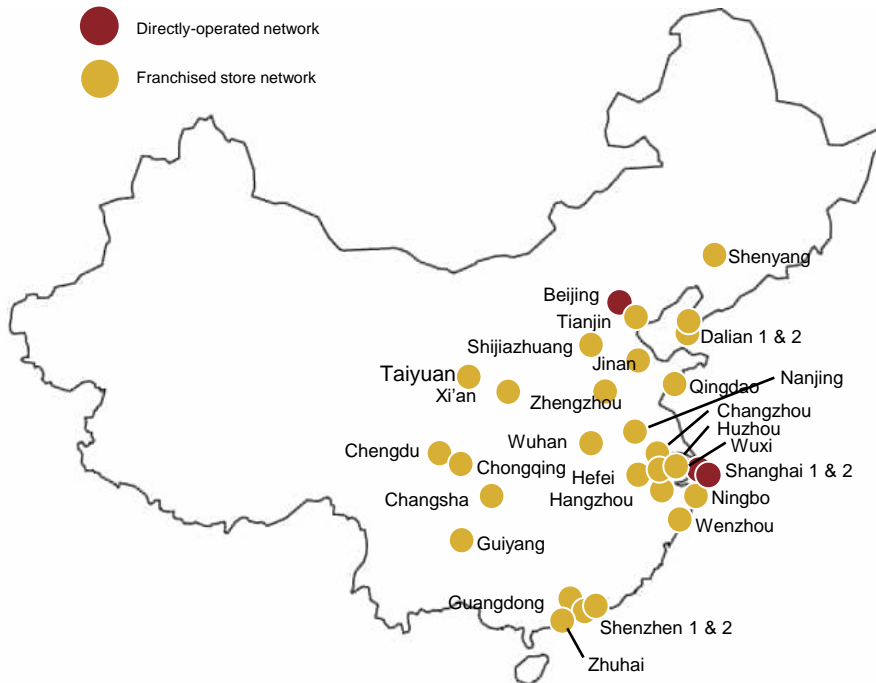 Directly-operated network
Franchised store network
Shenyang
Beijing
Tianjin
Dalian 1 & 2
Shijiazhuang
Jinan
Taiyuan
Xi’an
Qingdao
Nanjing
Zhengzhou
Changzhou
Huzhou
Wuhan
Wuxi
Chengdu
Chongqing
Hefei
Shanghai 1 & 2
Changsha
Hangzhou
Ningbo
Wenzhou
Guiyang
Guangdong
Shenzhen 1 & 2
Zhuhai